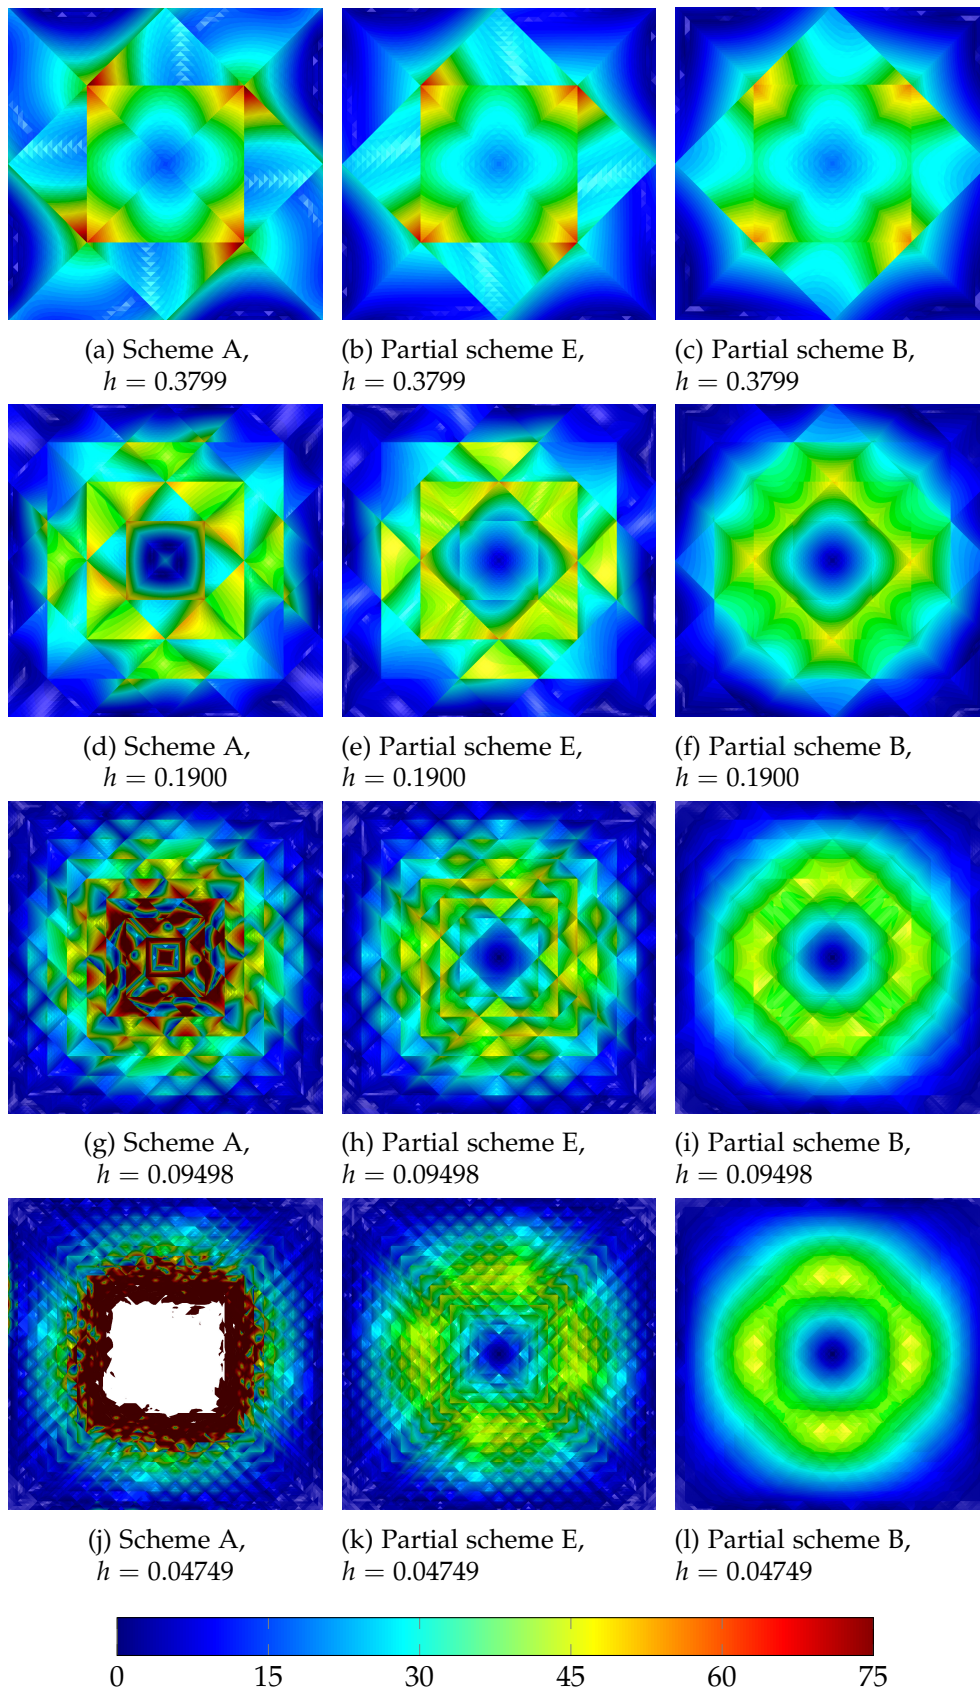 (a) Scheme A,
h = 0.3799
(b) Partial scheme E,
h = 0.3799
(c) Partial scheme B,
h = 0.3799
(d) Scheme A,
h = 0.1900
(e) Partial scheme E,
h = 0.1900
(f) Partial scheme B,
h = 0.1900
(g) Scheme A,
h = 0.09498
(h) Partial scheme E,
h = 0.09498
(i) Partial scheme B,
h = 0.09498
(j) Scheme A,
h = 0.04749
(k) Partial scheme E,
h = 0.04749
(l) Partial scheme B,
h = 0.04749
0 15 30 45 60 75